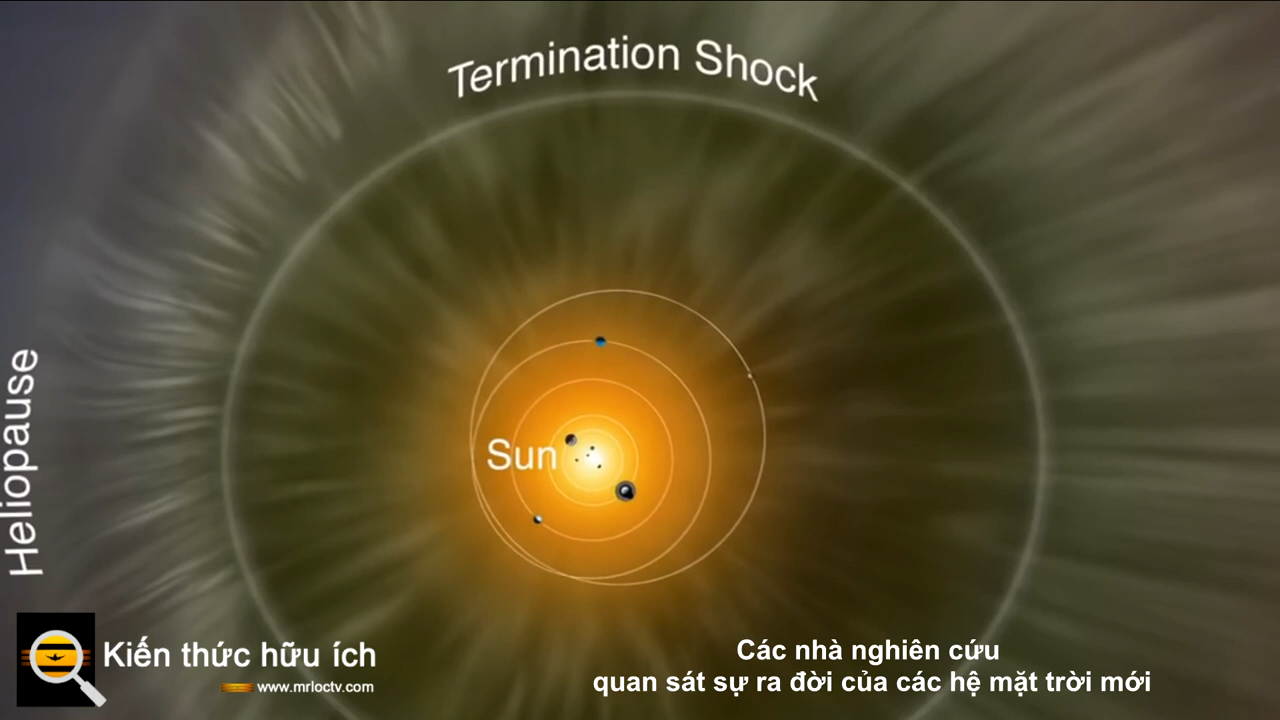 Termination Shock
Heliopause
Sun
Kiến thức hữu ích
www.mrloctv.com
Các nhà nghiên cứu
quan sát sự ra đời của các hệ mặt trời mới